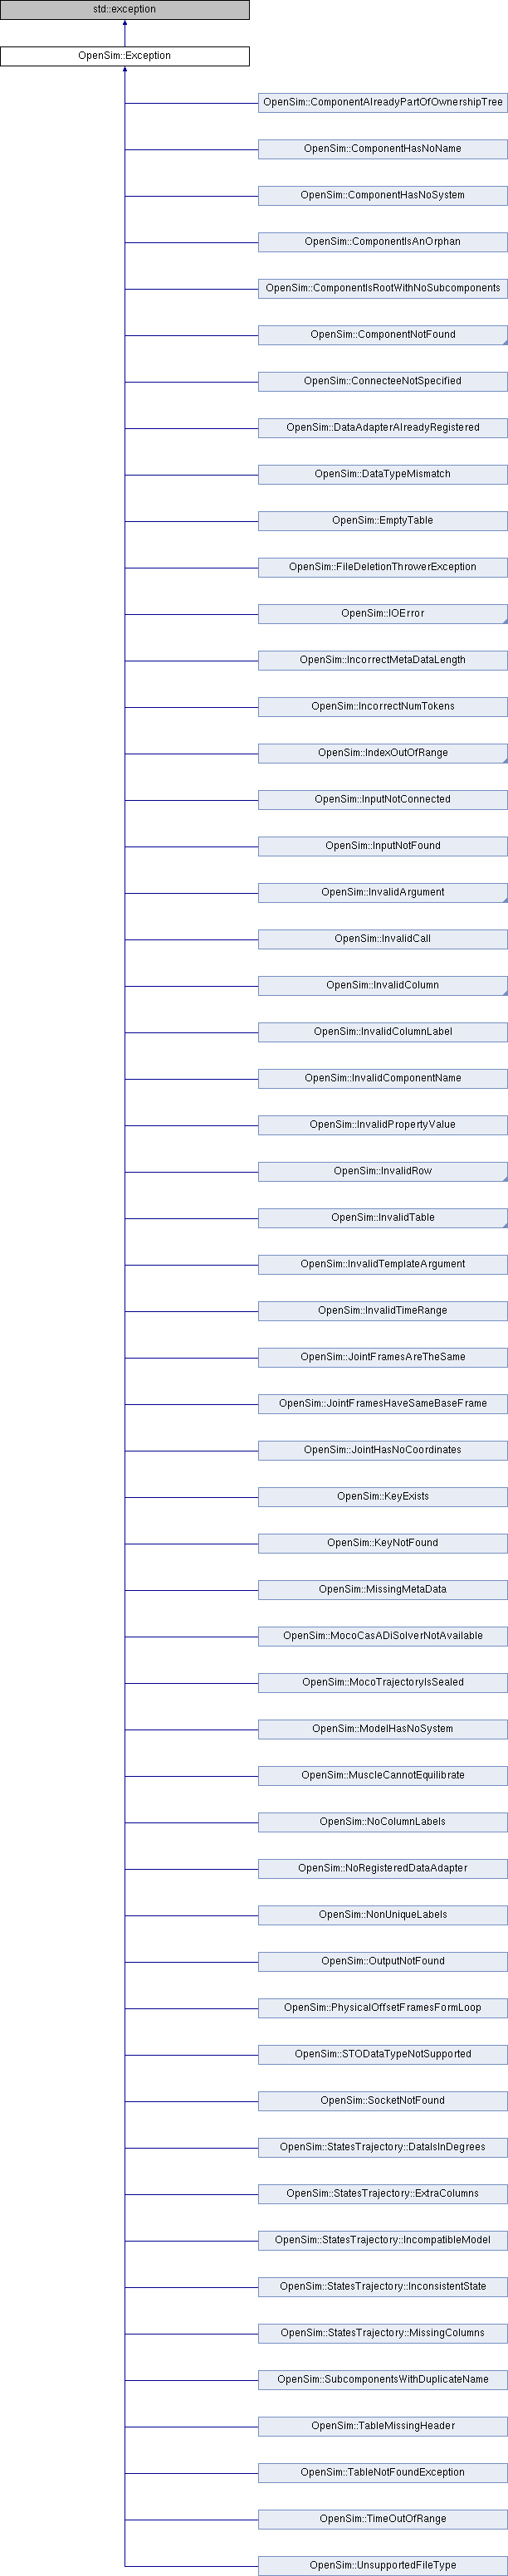 std::exception
OpenSim::Exception
OpenSim::ComponentAlreadyPartOfOwnershipTree
OpenSim::ComponentHasNoName
OpenSim::ComponentHasNoSystem
OpenSim::ComponentIsAnOrphan
OpenSim::ComponentIsRootWithNoSubcomponents
OpenSim::ComponentNotFound
OpenSim::ConnecteeNotSpecified
OpenSim::DataAdapterAlreadyRegistered
OpenSim::DataTypeMismatch
OpenSim::EmptyTable
OpenSim::FileDeletionThrowerException
OpenSim::IOError
OpenSim::IncorrectMetaDataLength
OpenSim::IncorrectNumTokens
OpenSim::IndexOutOfRange
OpenSim::InputNotConnected
OpenSim::InputNotFound
OpenSim::InvalidArgument
OpenSim::InvalidCall
OpenSim::InvalidColumn
OpenSim::InvalidColumnLabel
OpenSim::InvalidComponentName
OpenSim::InvalidPropertyValue
OpenSim::InvalidRow
OpenSim::InvalidTable
OpenSim::InvalidTemplateArgument
OpenSim::InvalidTimeRange
OpenSim::JointFramesAreTheSame
OpenSim::JointFramesHaveSameBaseFrame
OpenSim::JointHasNoCoordinates
OpenSim::KeyExists
OpenSim::KeyNotFound
OpenSim::MissingMetaData
OpenSim::MocoCasADiSolverNotAvailable
OpenSim::MocoTrajectoryIsSealed
OpenSim::ModelHasNoSystem
OpenSim::MuscleCannotEquilibrate
OpenSim::NoColumnLabels
OpenSim::NoRegisteredDataAdapter
OpenSim::NonUniqueLabels
OpenSim::OutputNotFound
OpenSim::PhysicalOffsetFramesFormLoop
OpenSim::STODataTypeNotSupported
OpenSim::SocketNotFound
OpenSim::StatesTrajectory::DataIsInDegrees
OpenSim::StatesTrajectory::ExtraColumns
OpenSim::StatesTrajectory::IncompatibleModel
OpenSim::StatesTrajectory::InconsistentState
OpenSim::StatesTrajectory::MissingColumns
OpenSim::SubcomponentsWithDuplicateName
OpenSim::TableMissingHeader
OpenSim::TableNotFoundException
OpenSim::TimeOutOfRange
OpenSim::UnsupportedFileType